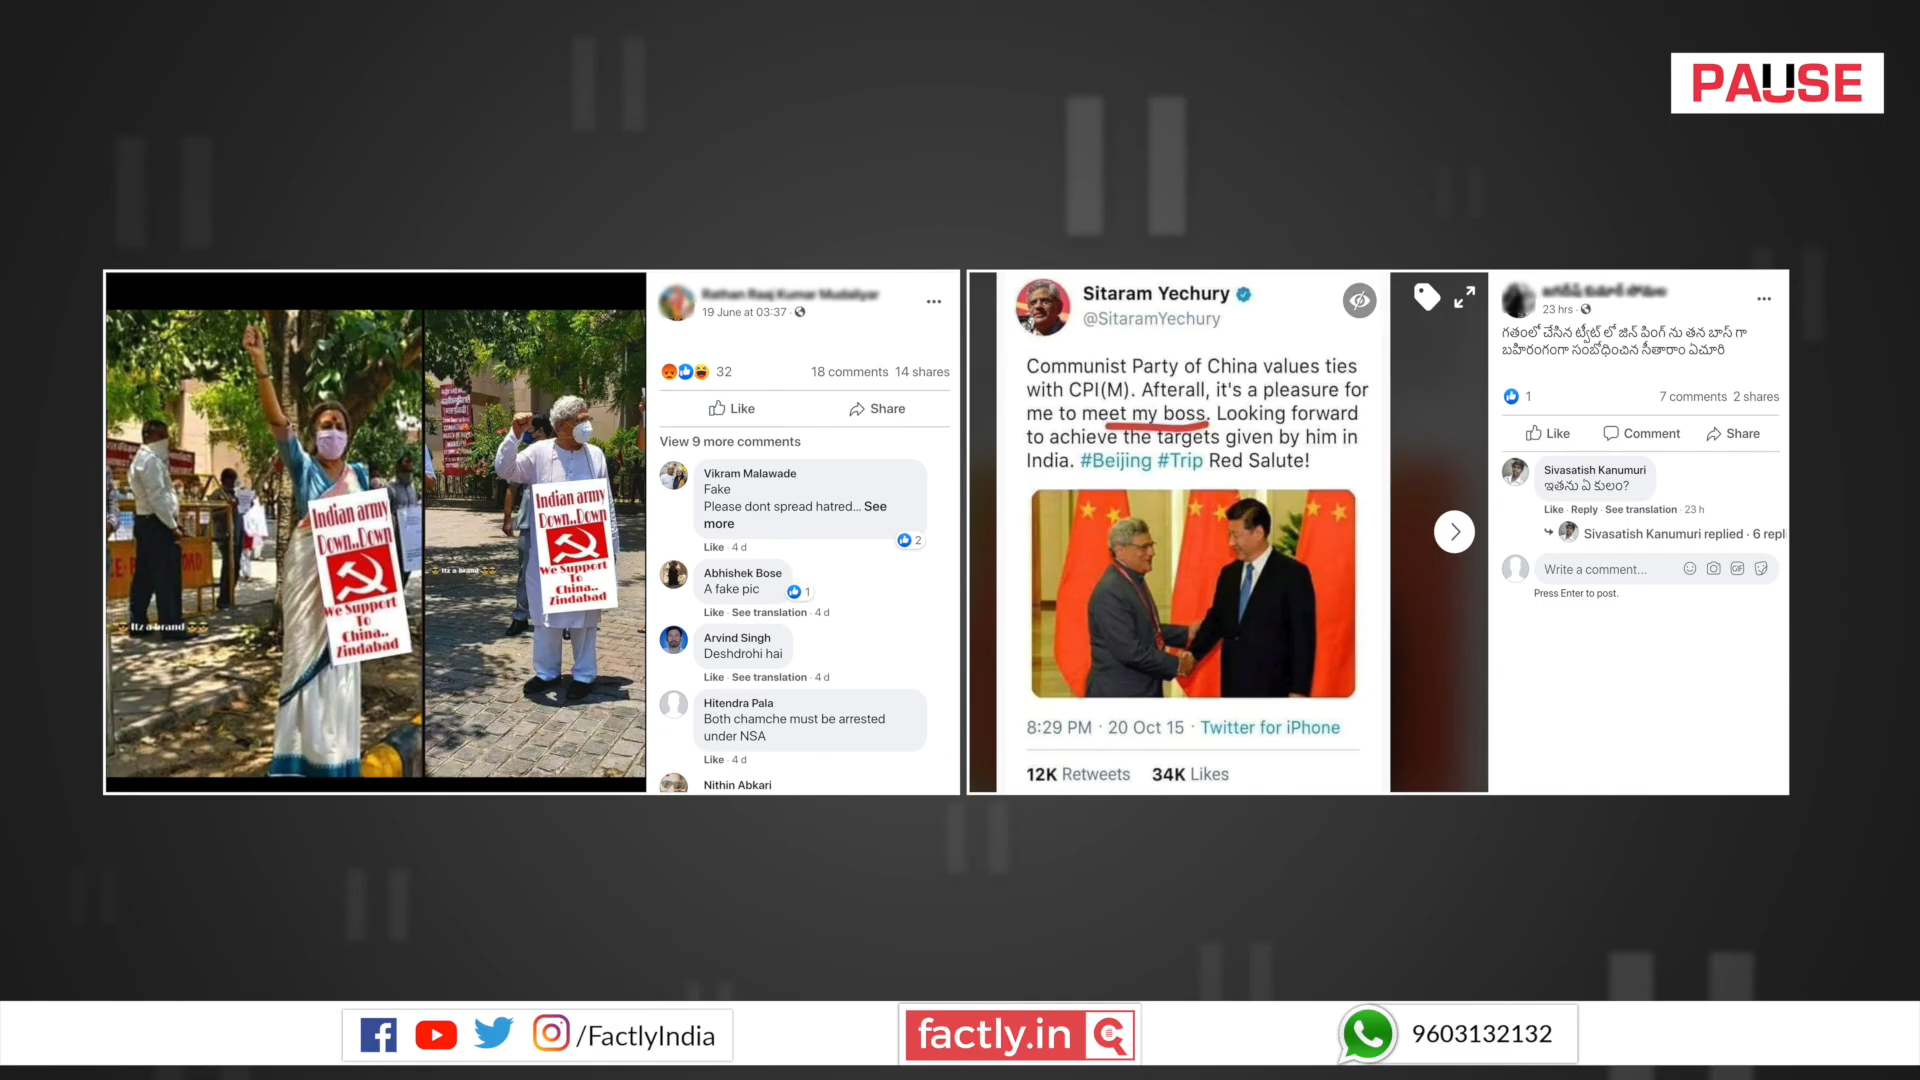 PAUSE
Indian army
Down..Down
We Support
To
China..
Zindabad
Itz a brand
Indian army
Down..Down
We Support
To
China..
Zindabad
Itz a brand
19 June at 03:37
32
18 comments 14 shares
Like Share
View 9 more comments
Vikram Malawade
Fake
Please dont spread hatred... See
more
Like · 4 d
2
Abhishek Bose
A fake pic
1
Like · See translation · 4 d
Arvind Singh
Deshdrohi hai
Like · See translation · 4 d
Hitendra Pala
Both chamche must be arrested
under NSA
Like · 4 d
Nithin Abkari
Sitaram Yechury
@SitaramYechury
Communist Party of China values ties
with CPI(M). Afterall, it's a pleasure for
me to meet my boss. Looking forward
to achieve the targets given by him in
India. #Beijing #Trip Red Salute!
8:29 PM · 20 Oct 15 · Twitter for iPhone
12K Retweets 34K Likes
23 hrs
గతంలో చేసిన ట్వీట్ లో జిన్ పింగ్ ను తన బాస్ గా
బహిరంగంగా సంబోధించిన సీతారాం ఏచూరి
1
7 comments 2 shares
Like Comment Share
Sivasatish Kanumuri
ఇతను ఏ కులం?
Like · Reply · See translation · 23 h
Sivasatish Kanumuri replied · 6 repl
Write a comment...
GIF
Press Enter to post.
/FactlyIndia
factly.in
9603132132